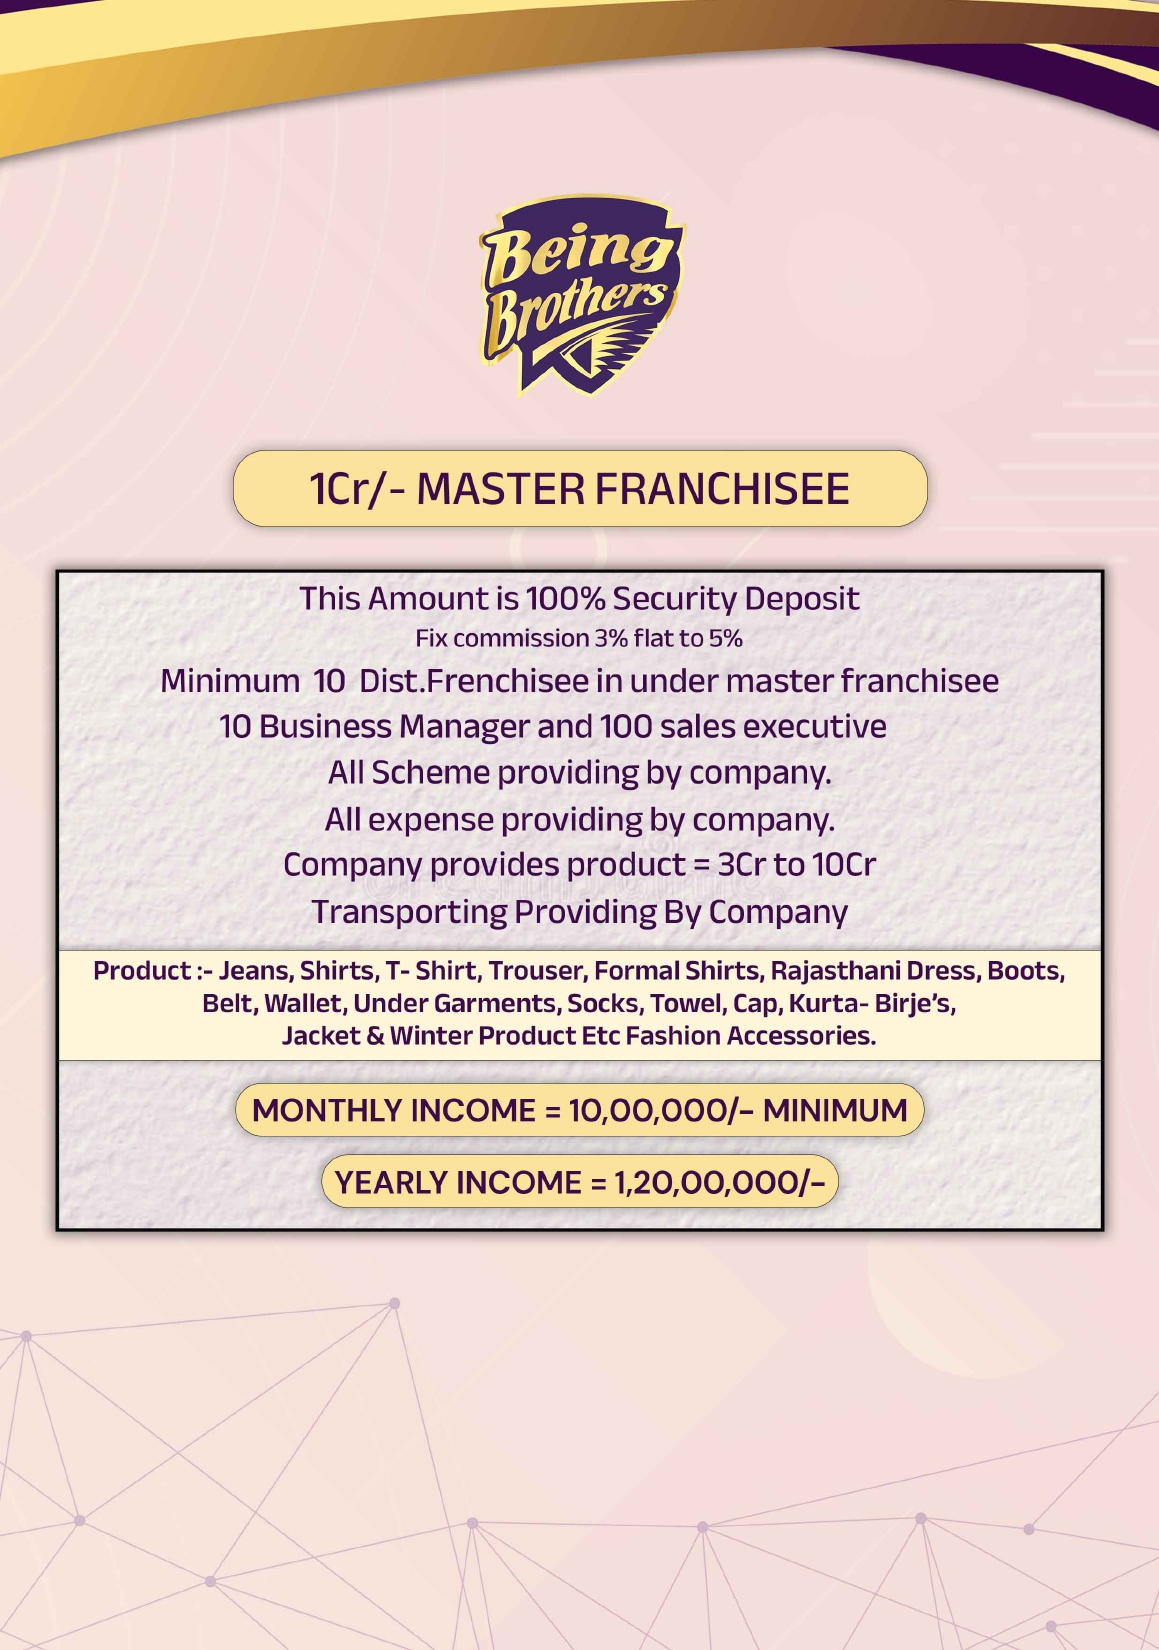 Being
Brothers
1Cr/- MASTER FRANCHISEE
This Amount is 100% Security Deposit
Fix commission 3% flat to 5%
Minimum 10 Dist.Frenchisee in under master franchisee
10 Business Manager and 100 sales executive
All Scheme providing by company.
All expense providing by company.
Company provides product = 3Cr to 10Cr
Transporting Providing By Company
Product :- Jeans, Shirts, T- Shirt, Trouser, Formal Shirts, Rajasthani Dress, Boots,
Belt, Wallet, Under Garments, Socks, Towel, Cap, Kurta- Birje’s,
Jacket & Winter Product Etc Fashion Accessories.
MONTHLY INCOME = 10,00,000/- MINIMUM
YEARLY INCOME = 1,20,00,000/-